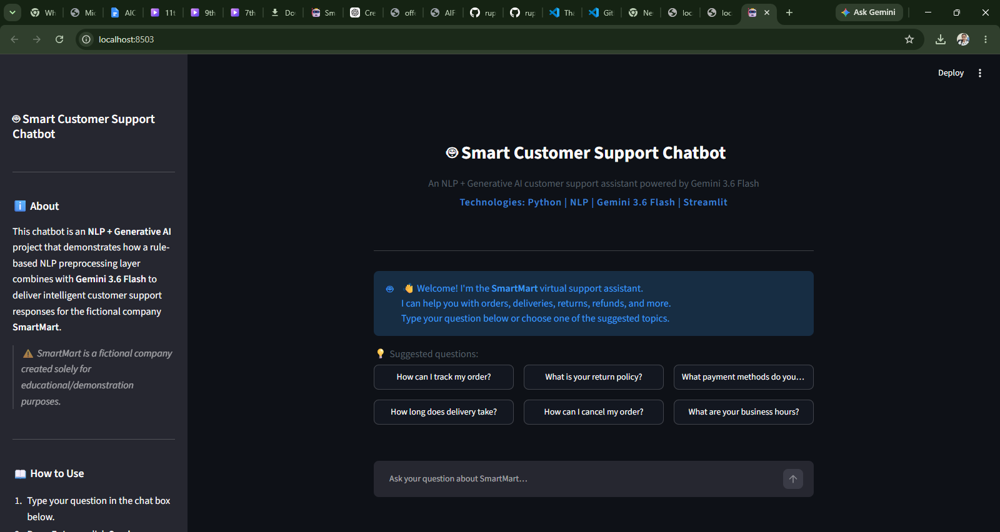 Wh
Mic
AIC
11t
9th
7th
Do
Sm
Cre
offe
AIF
rup
rup
Tha
Git
Ne
loc
loc
Ask Gemini
localhost:8503
Deploy
Smart Customer Support
Chatbot
About
This chatbot is an NLP + Generative AI
project that demonstrates how a rule-
based NLP preprocessing layer
combines with Gemini 3.6 Flash to
deliver intelligent customer support
responses for the fictional company
SmartMart.
SmartMart is a fictional company
created solely for
educational/demonstration
purposes.
How to Use
1. Type your question in the chat box
below.
Smart Customer Support Chatbot
An NLP + Generative AI customer support assistant powered by Gemini 3.6 Flash
Technologies: Python | NLP | Gemini 3.6 Flash | Streamlit
Welcome! I'm the SmartMart virtual support assistant.
I can help you with orders, deliveries, returns, refunds, and more.
Type your question below or choose one of the suggested topics.
Suggested questions:
How can I track my order?
What is your return policy?
What payment methods do you…
How long does delivery take?
How can I cancel my order?
What are your business hours?
Ask your question about SmartMart…